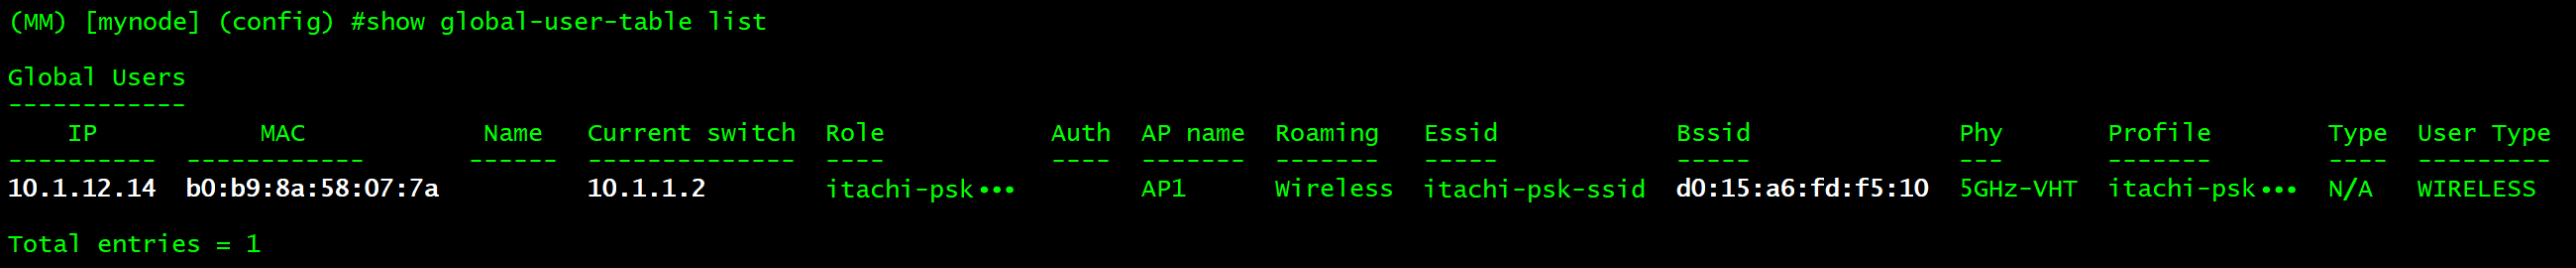 (MM) [mynode] (config) #show global-user-table list
Global Users
------------
IP MAC Name Current switch Role Auth AP name Roaming Essid Bssid Phy Profile Type User Type
---------- ------------ ------ -------------- ---- ---- ------- ------- ----- ----- --- ------- ---- ---------
10.1.12.14 b0:b9:8a:58:07:7a 10.1.1.2 itachi-psk••• AP1 Wireless itachi-psk-ssid d0:15:a6:fd:f5:10 5GHz-VHT itachi-psk••• N/A WIRELESS
Total entries = 1